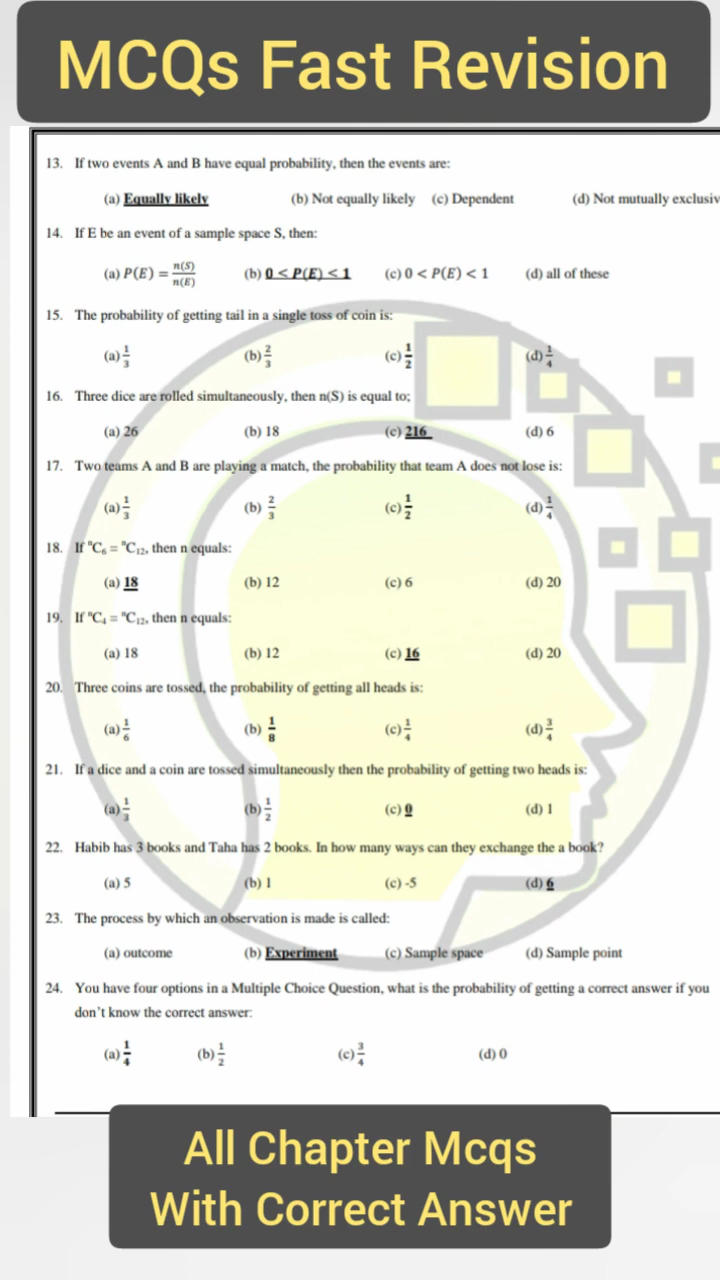 MCQs Fast Revision
13. If two events A and B have equal probability, then the events are:
(a) Equally likely (b) Not equally likely (c) Dependent (d) Not mutually exclusiv
14. If E be an event of a sample space S, then:
(a) P(E) = n(S)/n(E) (b) 0 < P(E) < 1 (c) 0 < P(E) < 1 (d) all of these
15. The probability of getting tail in a single toss of coin is:
(a) 1/3 (b) 2/3 (c) 1/2 (d) 1/4
16. Three dice are rolled simultaneously, then n(S) is equal to;
(a) 26 (b) 18 (c) 216 (d) 6
17. Two teams A and B are playing a match, the probability that team A does not lose is:
(a) 1/3 (b) 2/3 (c) 1/2 (d) 1/4
18. If ⁿC₆ = ⁿC₁₂, then n equals:
(a) 18 (b) 12 (c) 6 (d) 20
19. If ⁿC₄ = ⁿC₁₂, then n equals:
(a) 18 (b) 12 (c) 16 (d) 20
20. Three coins are tossed, the probability of getting all heads is:
(a) 1/6 (b) 1/8 (c) 1/4 (d) 3/4
21. If a dice and a coin are tossed simultaneously then the probability of getting two heads is:
(a) 1/3 (b) 1/2 (c) 0 (d) 1
22. Habib has 3 books and Taha has 2 books. In how many ways can they exchange the a book?
(a) 5 (b) 1 (c) -5 (d) 6
23. The process by which an observation is made is called:
(a) outcome (b) Experiment (c) Sample space (d) Sample point
24. You have four options in a Multiple Choice Question, what is the probability of getting a correct answer if you
don't know the correct answer:
(a) 1/4 (b) 1/2 (c) 3/4 (d) 0
All Chapter Mcqs
With Correct Answer